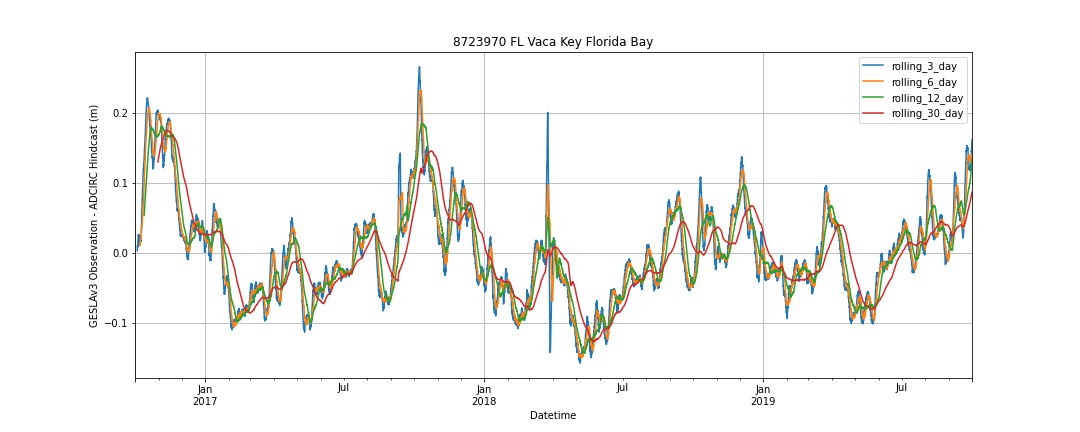 8723970 FL Vaca Key Florida Bay
GESLAv3 Observation - ADCIRC Hindcast (m)
0.2
0.1
0.0
−0.1
rolling_3_day
rolling_6_day
rolling_12_day
rolling_30_day
Jan
2017
Jul
Jan
2018
Jul
Jan
2019
Jul
Datetime